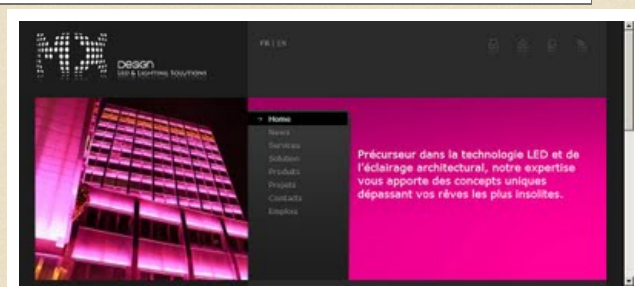 FR | EN
DESIGN
LED & LIGHTING SOLUTIONS
Home
News
Services
Solution
Produits
Projets
Contacts
Emplois
Précurseur dans la technologie LED et de
l'éclairage architectural, notre expertise
vous apporte des concepts uniques
dépassant vos rêves les plus insolites.